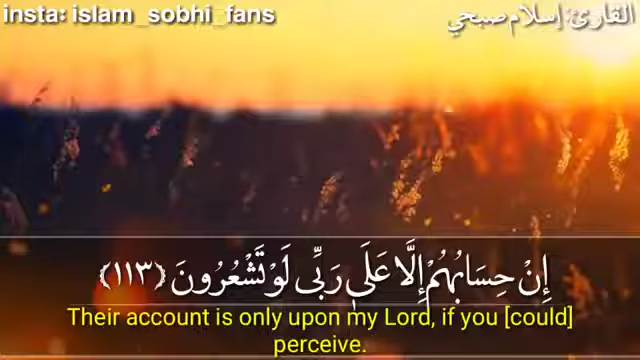 insta: islam_sobhi_fans
القارئ: إسلام صبحي
إِنْ حِسَابُهُمْ إِلَّا عَلَىٰ رَبِّى لَوْ تَشْعُرُونَ ﴿١١٣﴾
Their account is only upon my Lord, if you [could]
perceive.